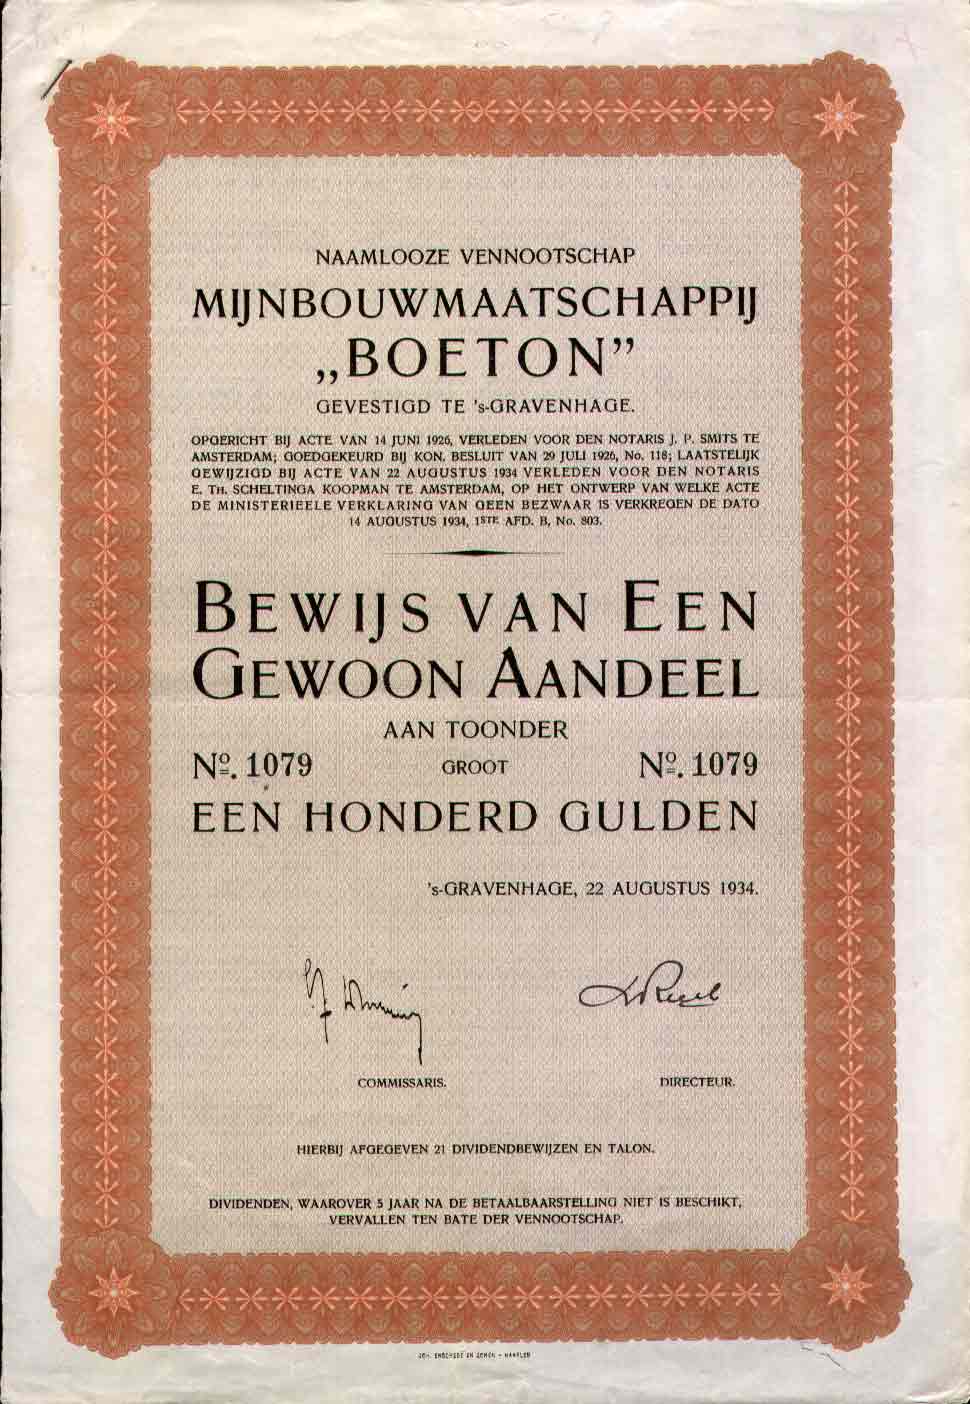 NAAMLOOZE VENNOOTSCHAP
MIJNBOUWMAATSCHAPPIJ
„BOETON”
GEVESTIGD TE 's-GRAVENHAGE.
OPGERICHT BIJ ACTE VAN 14 JUNI 1926, VERLEDEN VOOR DEN NOTARIS J. P. SMITS TE
AMSTERDAM; GOEDGEKEURD BIJ KON. BESLUIT VAN 29 JULI 1926, No. 118; LAATSTELIJK
GEWIJZIGD BIJ ACTE VAN 22 AUGUSTUS 1934 VERLEDEN VOOR DEN NOTARIS
E. TH. SCHELTINGA KOOPMAN TE AMSTERDAM, OP HET ONTWERP VAN WELKE ACTE
DE MINISTERIEELE VERKLARING VAN GEEN BEZWAAR IS VERKREGEN DE DATO
14 AUGUSTUS 1934, 1STE AFD. B, No. 803.
BEWIJS VAN EEN
GEWOON AANDEEL
AAN TOONDER
No. 1079 GROOT No. 1079
EEN HONDERD GULDEN
's-GRAVENHAGE, 22 AUGUSTUS 1934.
COMMISSARIS. DIRECTEUR.
HIERBIJ AFGEGEVEN 21 DIVIDENDBEWIJZEN EN TALON.
DIVIDENDEN, WAAROVER 5 JAAR NA DE BETAALBAARSTELLING NIET IS BESCHIKT,
VERVALLEN TEN BATE DER VENNOOTSCHAP.
JOH. ENSCHEDÉ EN ZONEN - HAARLEM